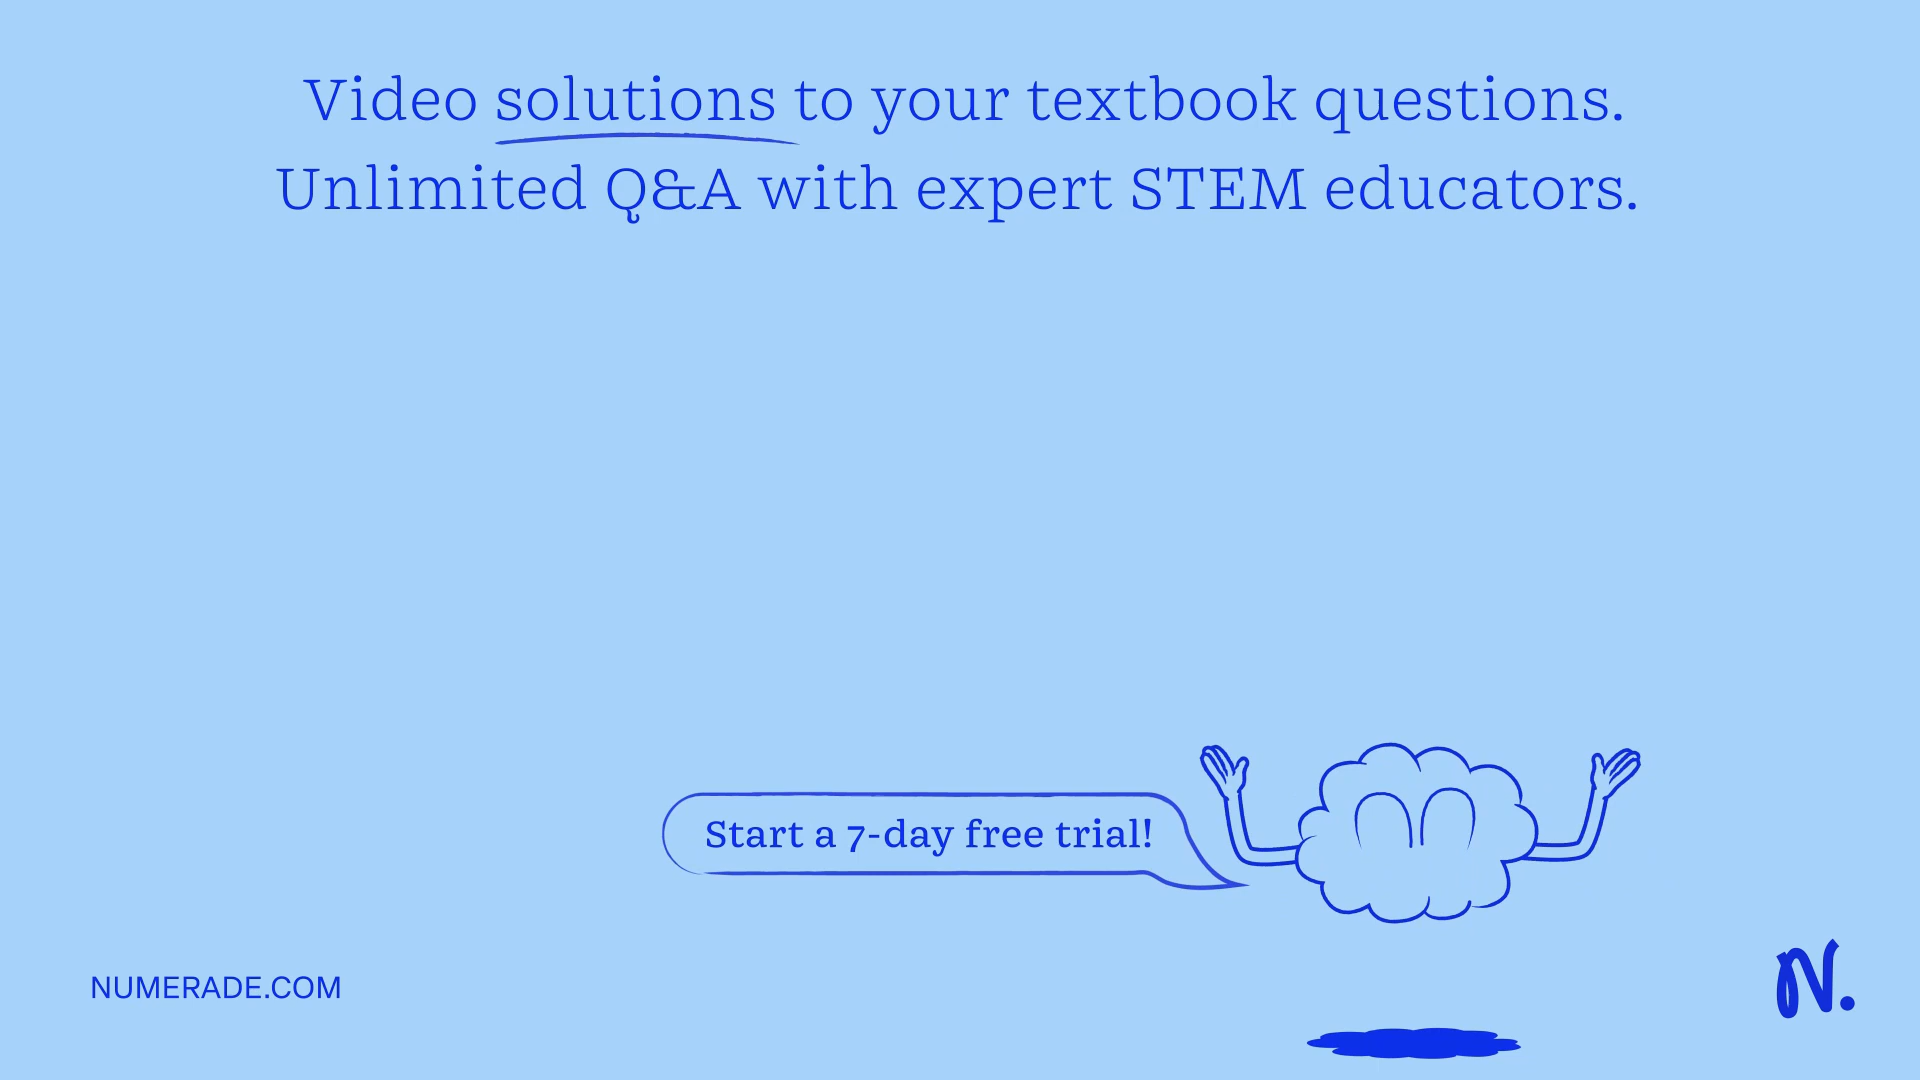 Video solutions to your textbook questions.
Unlimited Q&A with expert STEM educators.
Start a 7-day free trial!
NUMERADE.COM
N.